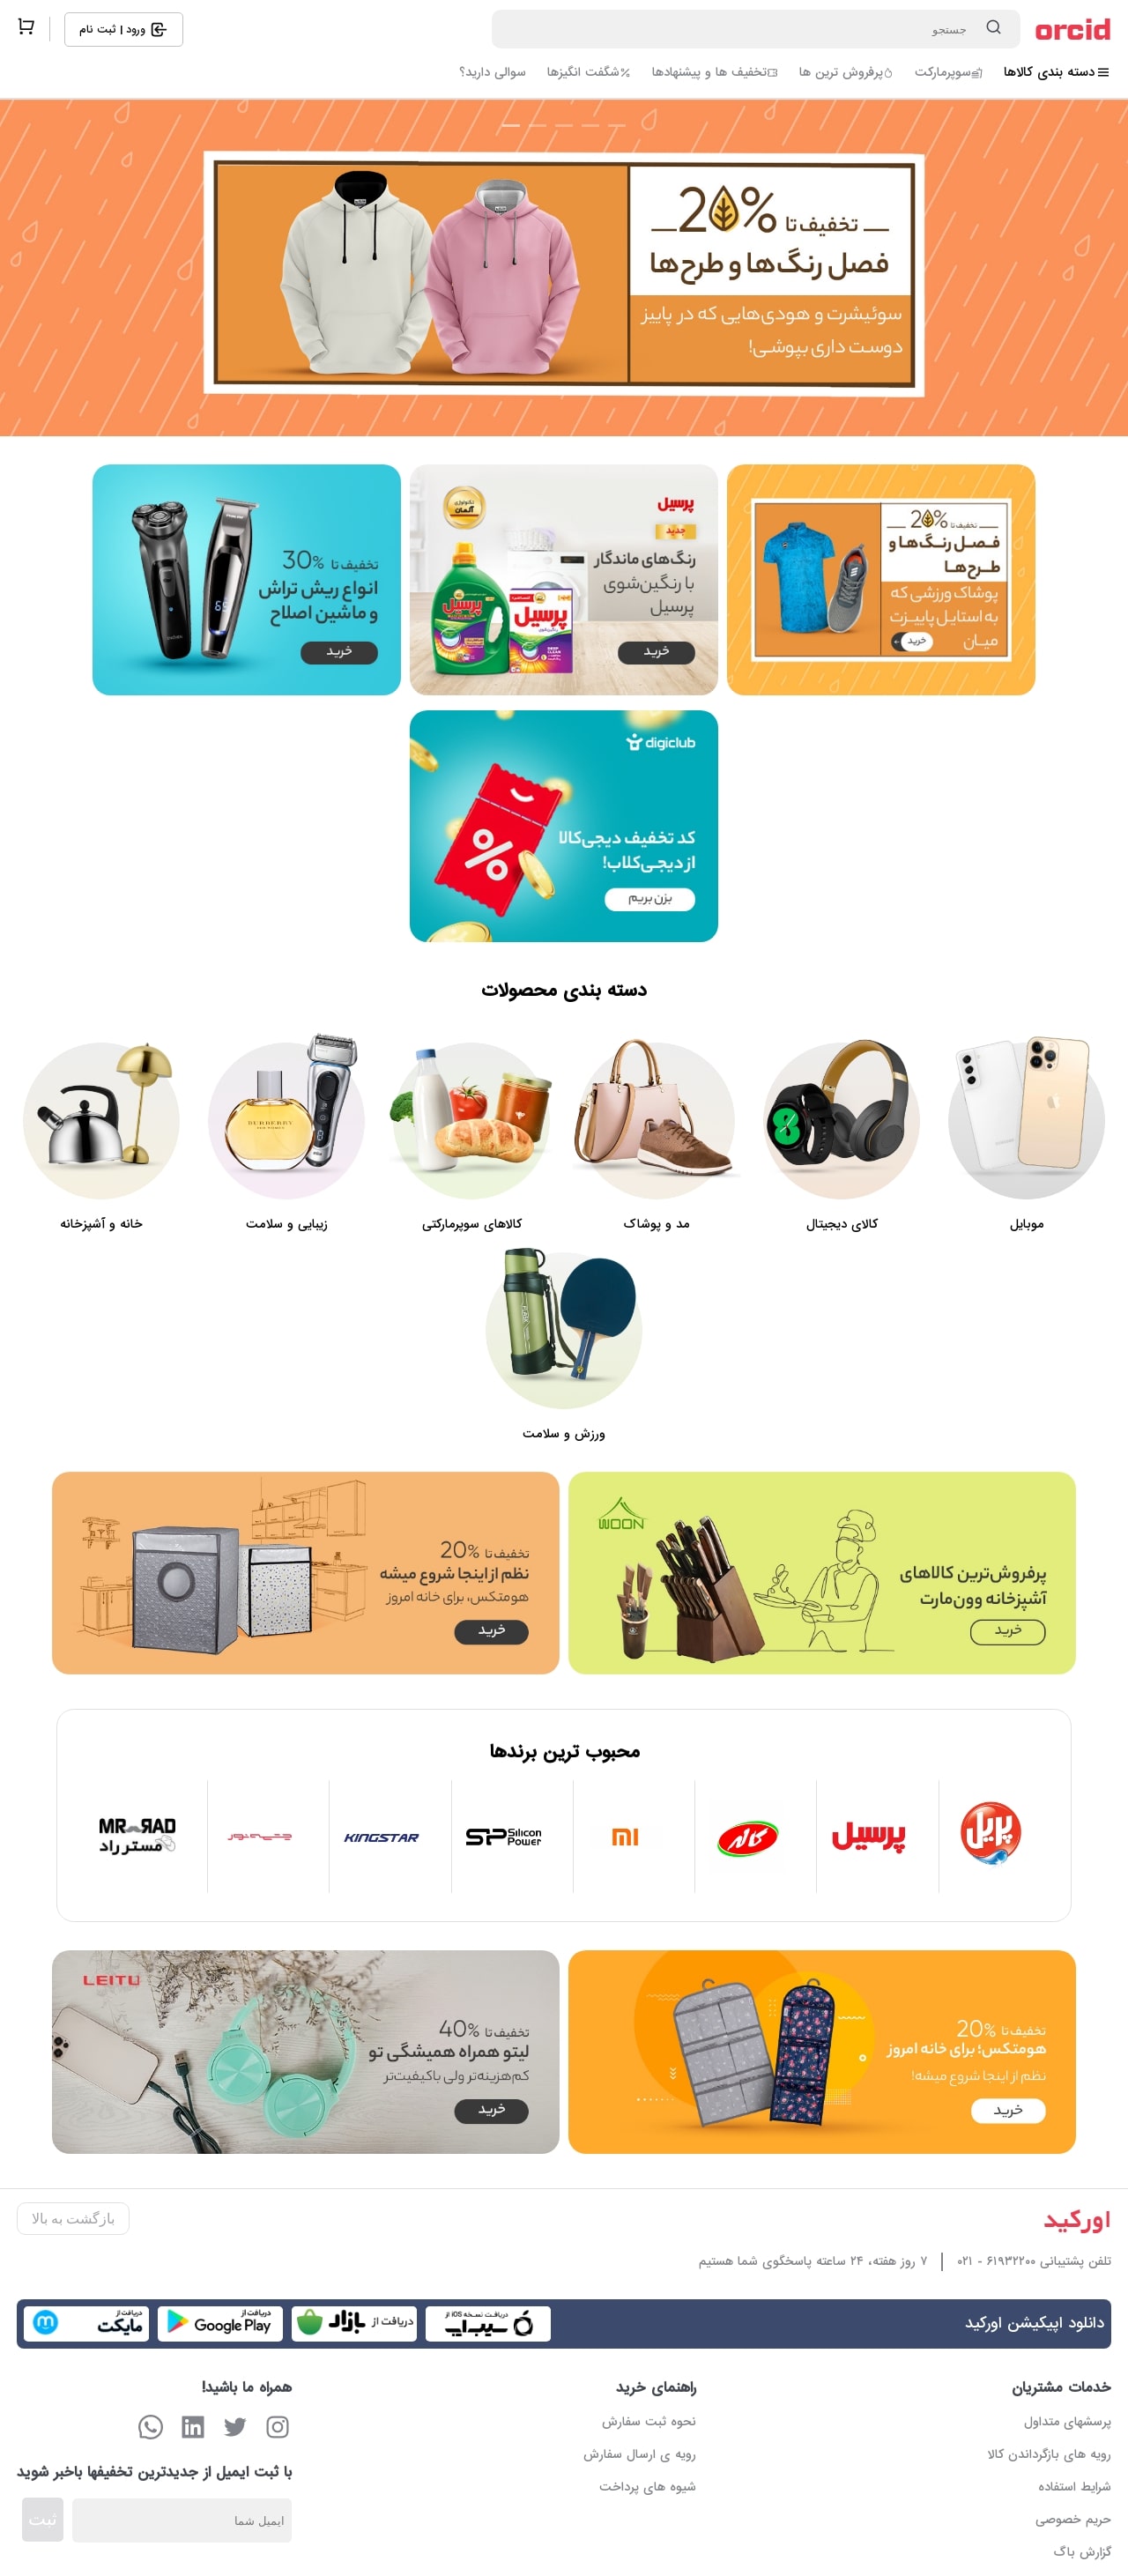 orcid
جستجو
ورود | ثبت نام
دسته بندی کالاها
سوپرمارکت
پرفروش ترین ها
تخفیف ها و پیشنهادها
شگفت انگیزها
سوالی دارید؟
تخفیف تا 20%
فصل رنگ‌ها و طرح‌ها
سوئیشرت و هودی‌هایی که در پاییز
دوست داری بپوشی!
تخفیف تا 20%
فصل رنگ‌ها و
طرح‌ها
پوشاک ورزشی که
به استایل پاییزت
میان
خرید
تکنولوژی
آلمان
پرسیل
جدید
رنگ‌های ماندگار
با رنگین‌شوی
پرسیل
پرسیل
پرسیل
خرید
تخفیف تا 30%
انواع ریش تراش
و ماشین اصلاح
خرید
digiclub
کد تخفیف دیجی‌کالا
از دیجی‌کلاب!
بزن بریم
دسته بندی محصولات
BURBERRY
موبایل
کالای دیجیتال
مد و پوشاک
کالاهای سوپرمارکتی
زیبایی و سلامت
خانه و آشپزخانه
ورزش و سلامت
WOON
پرفروش‌ترین کالاهای
آشپزخانه وون‌مارت
خرید
تخفیف تا 20%
نظم از اینجا شروع میشه
هومتکس، برای خانه امروز
خرید
محبوب ترین برندها
پریل
پرسیل
کاله
mi
SP Silicon Power
KINGSTAR
MR RAD
مستر راد
تخفیف تا 20%
هومتکس؛ برای خانه امروز
نظم از اینجا شروع میشه!
خرید
LEITU
تخفیف تا 40%
لیتو همراه همیشگی تو
کم‌هزینه‌تر ولی باکیفیت‌تر
خرید
اورکید
بازگشت به بالا
تلفن پشتیبانی ۶۱۹۳۲۲۰۰ - ۰۲۱
۷ روز هفته، ۲۴ ساعته پاسخگوی شما هستیم
دانلود اپیکیشن اورکید
دریافت نسخه iOS از
سیب‌اپ
دریافت از بازار
دریافت از
Google Play
دریافت از
مایکت
خدمات مشتریان
پرسشهای متداول
رویه های بازگرداندن کالا
شرایط استفاده
حریم خصوصی
گزارش باگ
راهنمای خرید
نحوه ثبت سفارش
رویه ی ارسال سفارش
شیوه های پرداخت
همراه ما باشید!
با ثبت ایمیل از جدیدترین تخفیفها باخبر شوید
ایمیل شما
ثبت